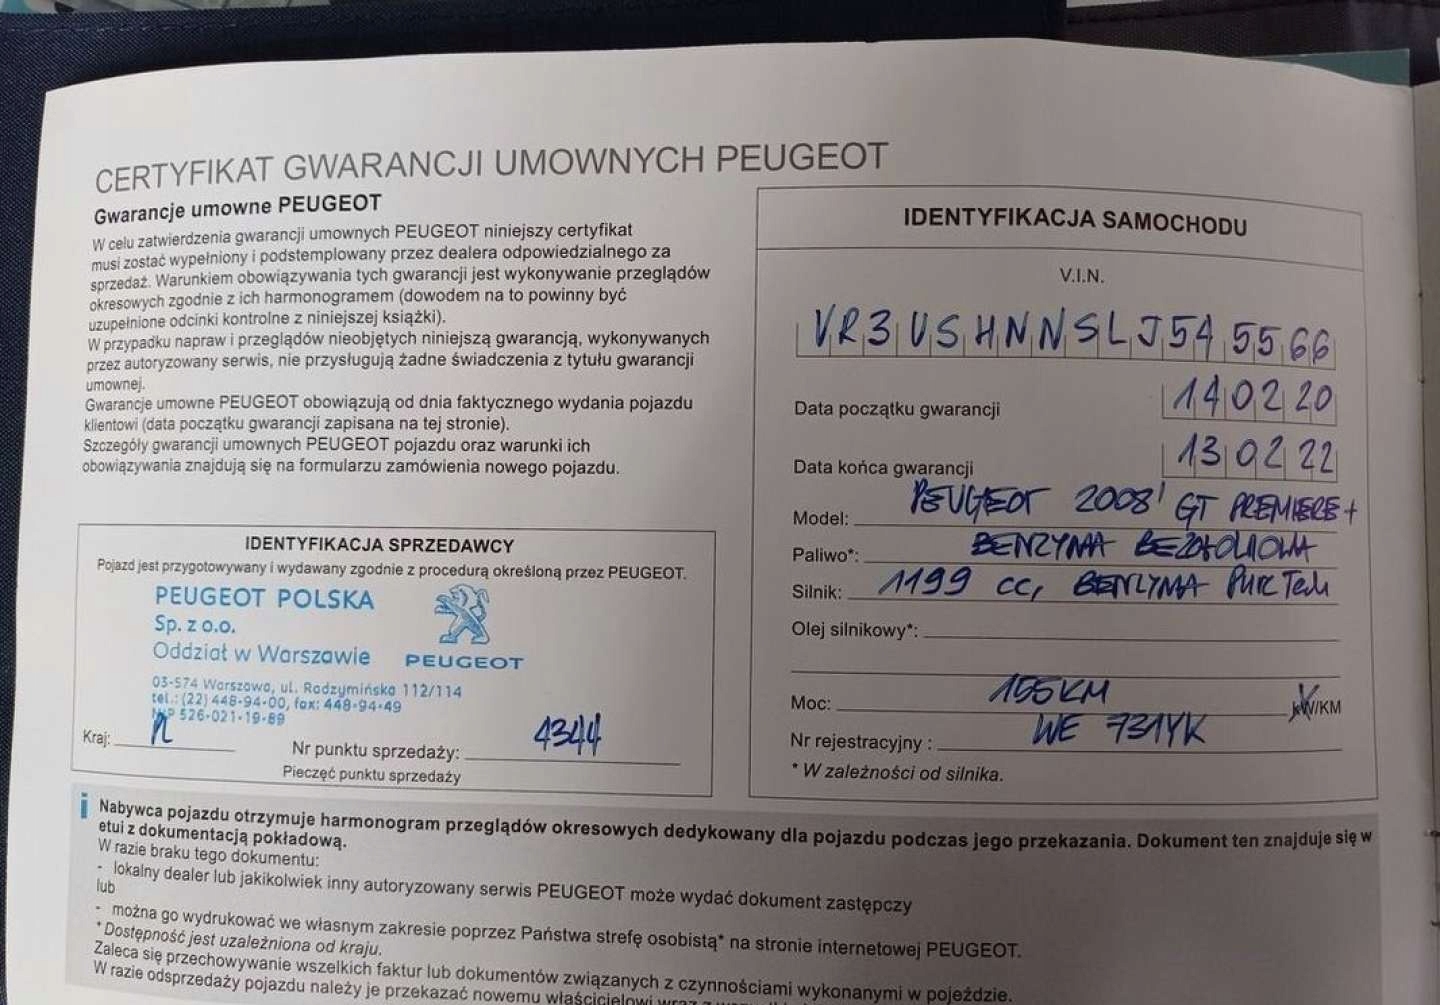 CERTYFIKAT GWARANCJI UMOWNYCH PEUGEOT
Gwarancje umowne PEUGEOT
W celu zatwierdzenia gwarancji umownych PEUGEOT niniejszy certyfikat
musi zostać wypełniony i podstemplowany przez dealera odpowiedzialnego za
sprzedaż. Warunkiem obowiązywania tych gwarancji jest wykonywanie przeglądów
okresowych zgodnie z ich harmonogramem (dowodem na to powinny być
uzupełnione odcinki kontrolne z niniejszej książki).
W przypadku napraw i przeglądów nieobjętych niniejszą gwarancją, wykonywanych
przez autoryzowany serwis, nie przysługują żadne świadczenia z tytułu gwarancji
umownej.
Gwarancje umowne PEUGEOT obowiązują od dnia faktycznego wydania pojazdu
klientowi (data początku gwarancji zapisana na tej stronie).
Szczegóły gwarancji umownych PEUGEOT pojazdu oraz warunki ich
obowiązywania znajdują się na formularzu zamówienia nowego pojazdu.
IDENTYFIKACJA SPRZEDAWCY
Pojazd jest przygotowywany i wydawany zgodnie z procedurą określoną przez PEUGEOT.
PEUGEOT POLSKA
Sp. z o.o.
Oddział w Warszawie
PEUGEOT
03-574 Warszawa, ul. Radzymińska 112/114
tel.: (22) 448-94-00, fax: 448-94-49
NIP 526-021-19-89
Kraj: PL
Nr punktu sprzedaży: 4344
Pieczęć punktu sprzedaży
IDENTYFIKACJA SAMOCHODU
V.I.N.
VR3USHNNSLJ545566
Data początku gwarancji 140220
Data końca gwarancji 130222
Model: PEUGEOT 2008' GT PREMIERE+
Paliwo*: BENZYNA BEZOŁOWIOWA
Silnik: 1199 cc, BENZYNA PureTech
Olej silnikowy*:
Moc: 155KM kW/KM
Nr rejestracyjny : WE 731YK
* W zależności od silnika.
i Nabywca pojazdu otrzymuje harmonogram przeglądów okresowych dedykowany dla pojazdu podczas jego przekazania. Dokument ten znajduje się w
etui z dokumentacją pokładową.
W razie braku tego dokumentu:
- lokalny dealer lub jakikolwiek inny autoryzowany serwis PEUGEOT może wydać dokument zastępczy
lub
- można go wydrukować we własnym zakresie poprzez Państwa strefę osobistą* na stronie internetowej PEUGEOT.
* Dostępność jest uzależniona od kraju.
Zaleca się przechowywanie wszelkich faktur lub dokumentów związanych z czynnościami wykonanymi w pojeździe.
W razie odsprzedaży pojazdu należy je przekazać nowemu właścicielowi wraz z